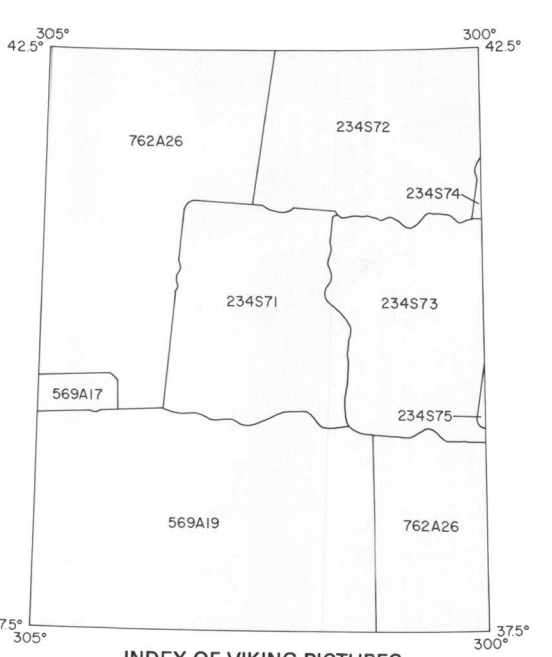 305°
300°
42.5°
42.5°
762A26
234S72
234S74
234S71
234S73
569A17
234S75
569A19
762A26
7.5°
37.5°
305°
300°
INDEX OF VIKING PICTURES